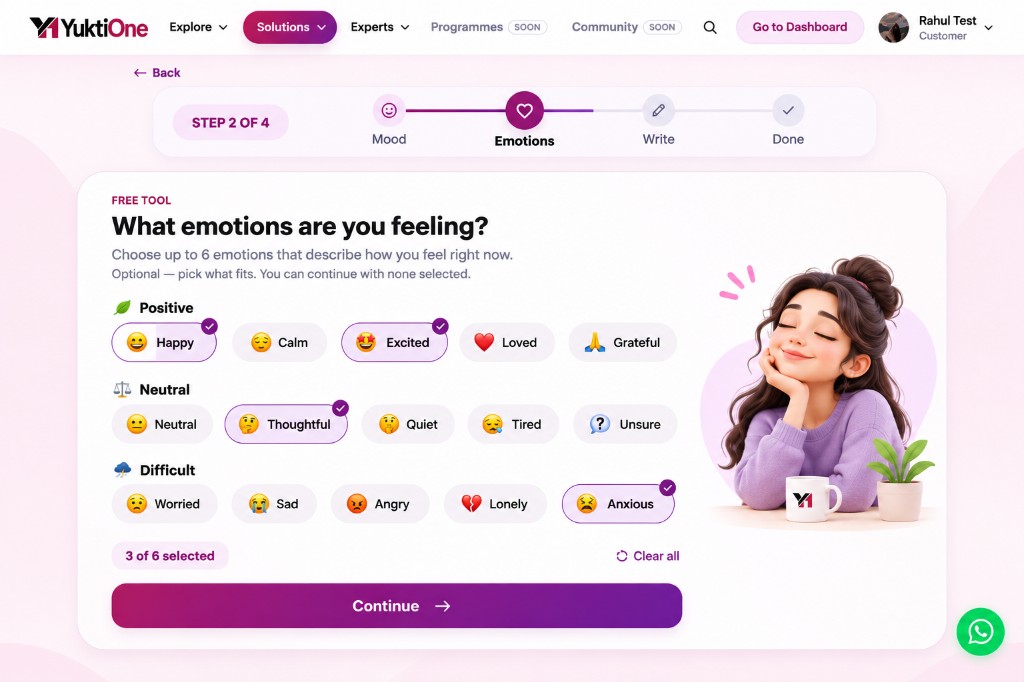 YuktiOne Explore Solutions Experts Programmes SOON Community SOON Go to Dashboard Rahul Test
Customer
← Back
STEP 2 OF 4
Mood Emotions Write Done
FREE TOOL
What emotions are you feeling?
Choose up to 6 emotions that describe how you feel right now.
Optional — pick what fits. You can continue with none selected.
Positive
Happy Calm Excited Loved Grateful
Neutral
Neutral Thoughtful Quiet Tired Unsure
Difficult
Worried Sad Angry Lonely Anxious
3 of 6 selected Clear all
Continue →